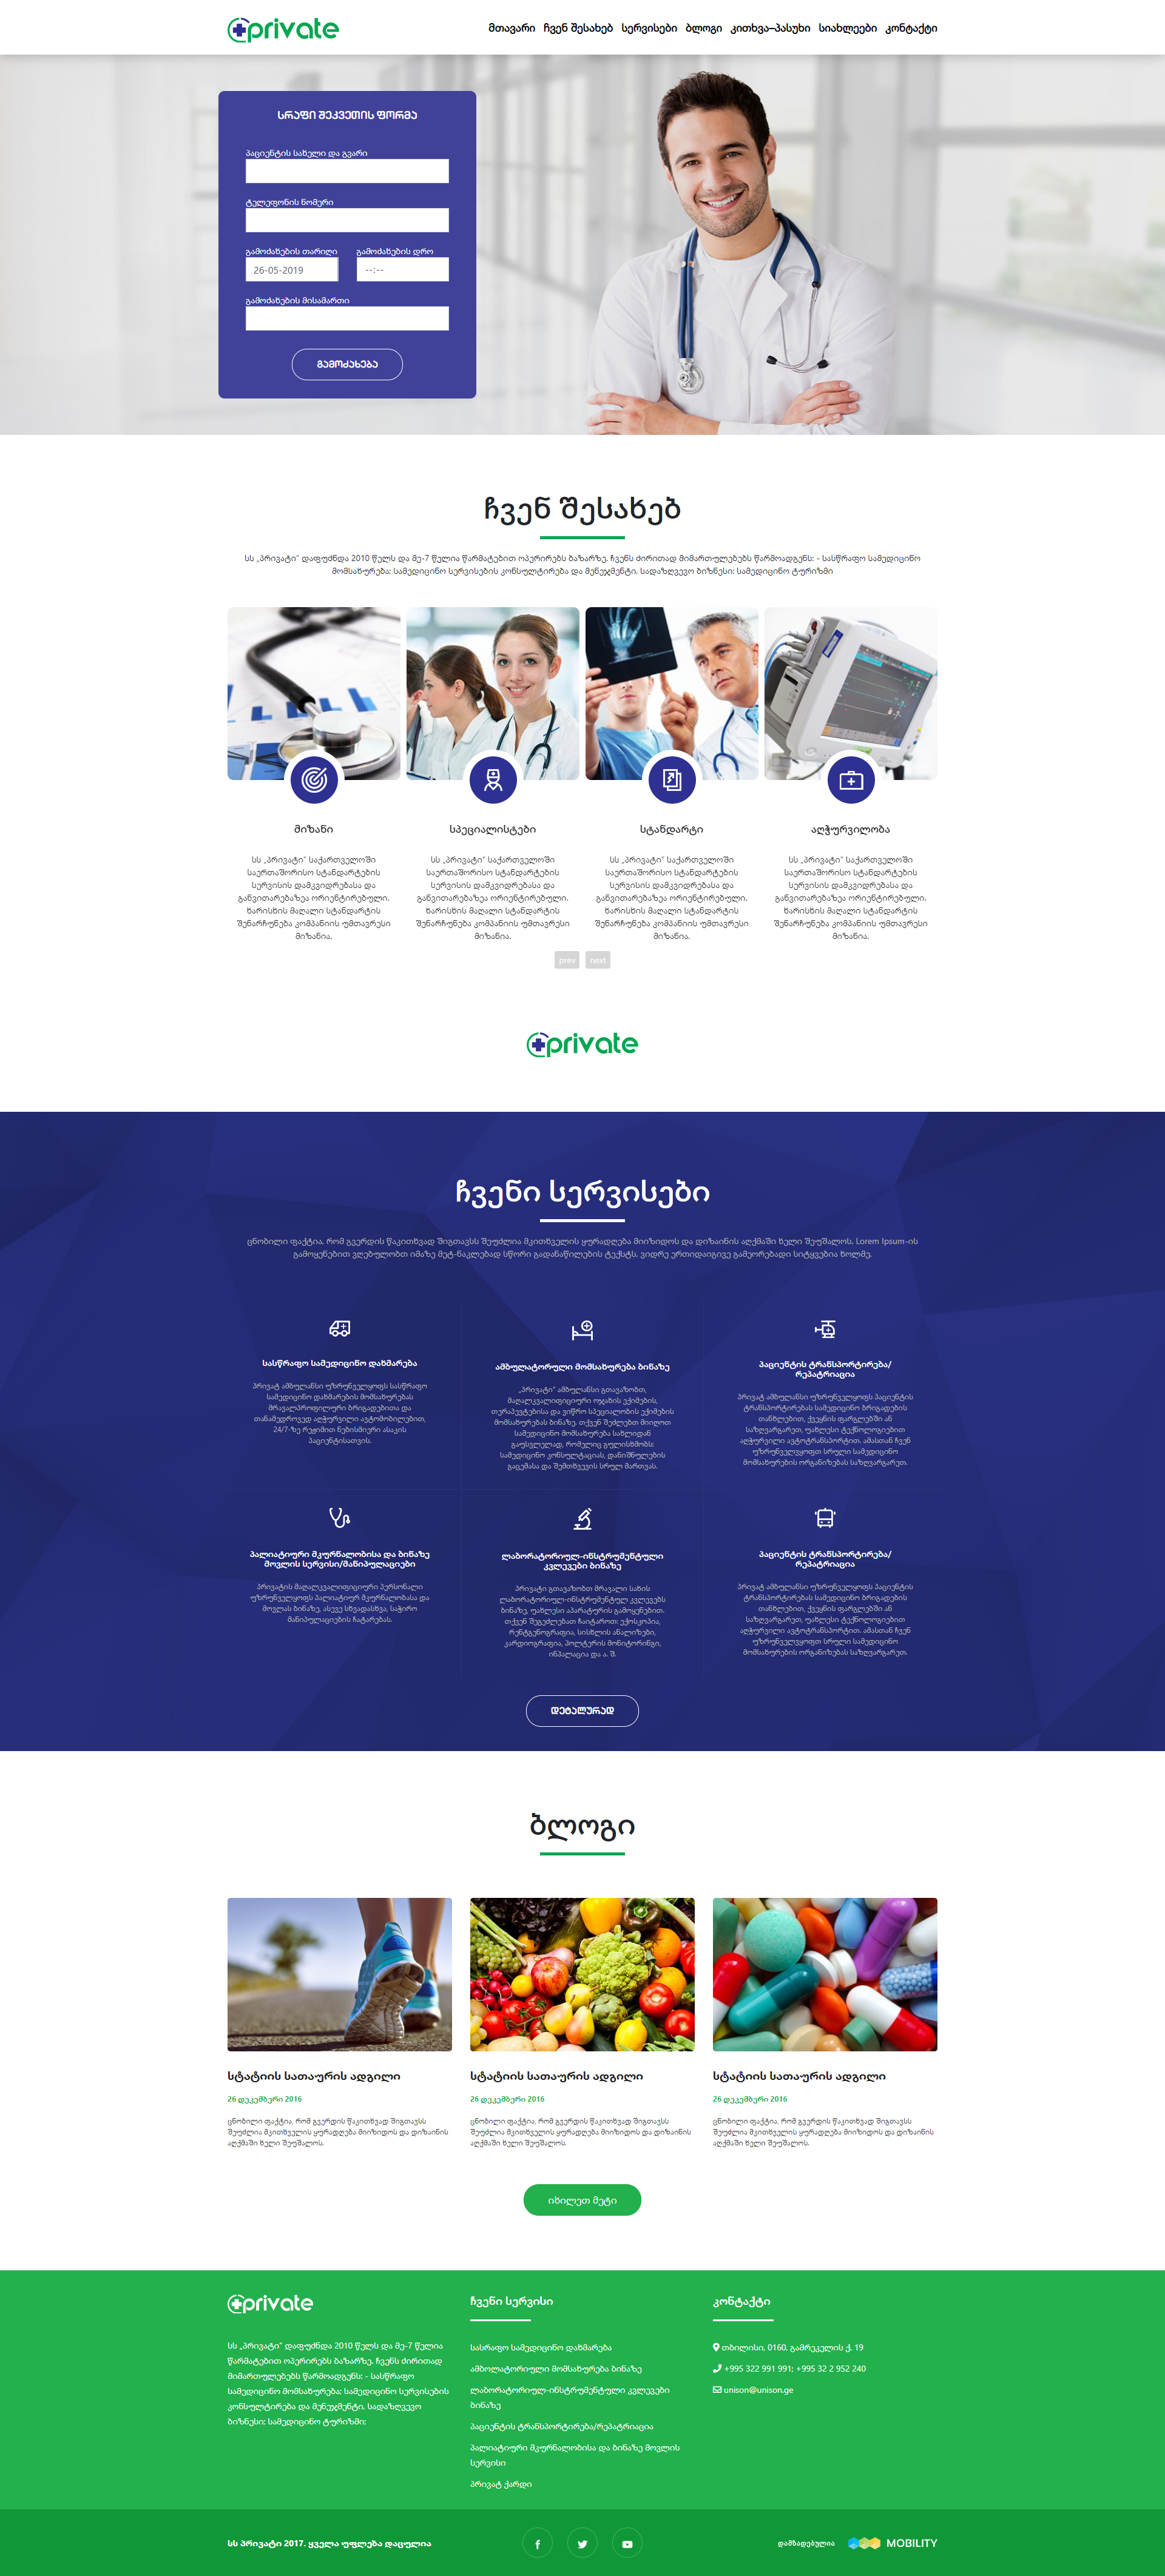 private
მთავარი ჩვენ შესახებ სერვისები ბლოგი კითხვა–პასუხი სიახლეები კონტაქტი
სრაფი შეკვეთის ფორმა
პაციენტის სახელი და გვარი
ტელეფონის ნომერი
გამოძახების თარიღი გამოძახების დრო
26-05-2019 --:--
გამოძახების მისამართი
გამოძახება
ჩვენ შესახებ
სს „პრივატი“ დაფუძნდა 2010 წელს და მე-7 წელია წარმატებით ოპერირებს ბაზარზე. ჩვენს ძირითად მიმართულებებს წარმოადგენს: - სასწრაფო სამედიცინო
მომსახურება; სამედიცინო სერვისების კონსულტირება და მენეჯმენტი, სადაზღვევო ბიზნესი; სამედიცინო ტურიზმი
მიზანი
სს „პრივატი“ საქართველოში
საერთაშორისო სტანდარტების
სერვისის დამკვიდრებასა და
განვითარებაზეა ორიენტირებული.
ხარისხის მაღალი სტანდარტის
შენარჩუნება კომპანიის უმთავრესი
მიზანია.
სპეციალისტები
სს „პრივატი“ საქართველოში
საერთაშორისო სტანდარტების
სერვისის დამკვიდრებასა და
განვითარებაზეა ორიენტირებული.
ხარისხის მაღალი სტანდარტის
შენარჩუნება კომპანიის უმთავრესი
მიზანია.
სტანდარტი
სს „პრივატი“ საქართველოში
საერთაშორისო სტანდარტების
სერვისის დამკვიდრებასა და
განვითარებაზეა ორიენტირებული.
ხარისხის მაღალი სტანდარტის
შენარჩუნება კომპანიის უმთავრესი
მიზანია.
აღჭურვილობა
სს „პრივატი“ საქართველოში
საერთაშორისო სტანდარტების
სერვისის დამკვიდრებასა და
განვითარებაზეა ორიენტირებული.
ხარისხის მაღალი სტანდარტის
შენარჩუნება კომპანიის უმთავრესი
მიზანია.
prev next
private
ჩვენი სერვისები
ცნობილი ფაქტია, რომ გვერდის წაკითხვად შიგთავსს შეუძლია მკითხველის ყურადღება მიიზიდოს და დიზაინის აღქმაში ხელი შეუშალოს. Lorem Ipsum-ის
გამოყენებით ვღებულობთ იმაზე მეტ-ნაკლებად სწორი გადანაწილების ტექსტს, ვიდრე ერთიდაიგივე გამეორებადი სიტყვებია ხოლმე.
სასწრაფო სამედიცინო დახმარება
პრივატ ამბულანსი უზრუნველყოფს სასწრაფო
სამედიცინო დახმარების მომსახურებას
მრავალპროფილური ბრიგადებითა და
თანამედროვედ აღჭურვილი ავტომობილებით,
24/7-ზე რეჟიმით ნებისმიერი ასაკის
პაციენტისათვის.
ამბულატორული მომსახურება ბინაზე
„პრივატი“ ამბულანსი გთავაზობთ,
მაღალკვალიფიციური ოჯახის ექიმების,
თერაპევტებისა და ვიწრო სპეციალობის ექიმების
მომსახურებას ბინაზე. თქვენ შეძლებთ მიიღოთ
სამედიცინო მომსახურება სახლიდან
გაუსვლელად, რომელიც გულისხმობს:
სამედიცინო კონსულტაციას, დანიშნულების
გაცემასა და შემთხვევის სრულ მართვას.
პაციენტის ტრანსპორტირება/
რეპატრიაცია
პრივატ ამბულანსი უზრუნველყოფს პაციენტის
ტრანსპორტირებას სამედიცინო ბრიგადების
თანხლებით, ქვეყნის ფარგლებში ან
საზღვარგარეთ, უახლესი ტექნოლოგიებით
აღჭურვილი ავტოტრანსპორტით. ამასთან ჩვენ
უზრუნველვყოფთ სრული სამედიცინო
მომსახურების ორგანიზებას საზღვარგარეთ.
პალიატიური მკურნალობისა და ბინაზე
მოვლის სერვისი/მანიპულაციები
პრივატის მაღალკვალიფიციური პერსონალი
უზრუნველყოფს პალიატიურ მკურნალობასა და
მოვლას ბინაზე, ასევე სხვადასხვა, საჭირო
მანიპულაციების ჩატარებას.
ლაბორატორიულ-ინსტრუმენტული
კვლევები ბინაზე
პრივატი გთავაზობთ მრავალი სახის
ლაბორატორიულ-ინსტრუმენტულ კვლევებს
ბინაზე, უახლესი აპარატურის გამოყენებით.
თქვენ შეგეძლებათ ჩაიტაროთ: ექოსკოპია,
რენტგენოგრაფია, სისხლის ანალიზები,
კარდიოგრაფია, ჰოლტერის მონიტორინგი,
ინჰალაცია და ა. შ.
პაციენტის ტრანსპორტირება/
რეპატრიაცია
პრივატ ამბულანსი უზრუნველყოფს პაციენტის
ტრანსპორტირებას სამედიცინო ბრიგადების
თანხლებით, ქვეყნის ფარგლებში ან
საზღვარგარეთ, უახლესი ტექნოლოგიებით
აღჭურვილი ავტოტრანსპორტით. ამასთან ჩვენ
უზრუნველვყოფთ სრული სამედიცინო
მომსახურების ორგანიზებას საზღვარგარეთ.
დეტალურად
ბლოგი
სტატიის სათაურის ადგილი
26 დეკემბერი 2016
ცნობილი ფაქტია, რომ გვერდის წაკითხვად შიგთავსს
შეუძლია მკითხველის ყურადღება მიიზიდოს და დიზაინის
აღქმაში ხელი შეუშალოს.
სტატიის სათაურის ადგილი
26 დეკემბერი 2016
ცნობილი ფაქტია, რომ გვერდის წაკითხვად შიგთავსს
შეუძლია მკითხველის ყურადღება მიიზიდოს და დიზაინის
აღქმაში ხელი შეუშალოს.
სტატიის სათაურის ადგილი
26 დეკემბერი 2016
ცნობილი ფაქტია, რომ გვერდის წაკითხვად შიგთავსს
შეუძლია მკითხველის ყურადღება მიიზიდოს და დიზაინის
აღქმაში ხელი შეუშალოს.
იხილეთ მეტი
private
სს „პრივატი“ დაფუძნდა 2010 წელს და მე-7 წელია
წარმატებით ოპერირებს ბაზარზე. ჩვენს ძირითად
მიმართულებებს წარმოადგენს: - სასწრაფო
სამედიცინო მომსახურება; სამედიცინო სერვისების
კონსულტირება და მენეჯმენტი, სადაზღვევო
ბიზნესი; სამედიცინო ტურიზმი;
ჩვენი სერვისი
სასრაფო სამედიცინო დახმარება
ამბოლატორიული მომსახურება ბინაზე
ლაბორატორიულ-ინსტრუმენტული კვლევები
ბინაზე
პაციენტის ტრანსპორტირება/რეპატრიაცია
პალიატიური მკურნალობისა და ბინაზე მოვლის
სერვისი
პრივატ ქარდი
კონტაქტი
თბილისი, 0160, გამრეკელის ქ. 19
+995 322 991 991; +995 32 2 952 240
unison@unison.ge
სს პრივატი 2017. ყველა უფლება დაცულია
დამზადებულია MOBILITY